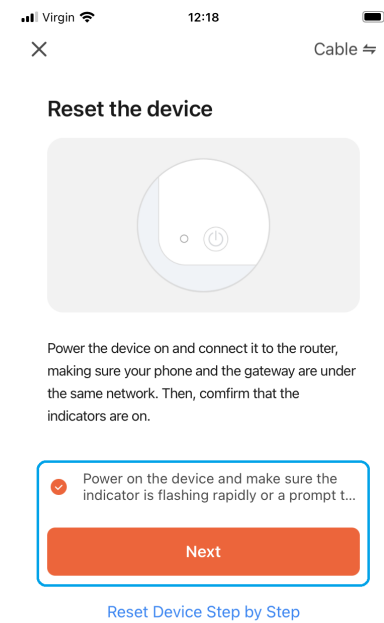 Virgin 12:18
Cable
Reset the device
Power the device on and connect it to the router,
making sure your phone and the gateway are under
the same network. Then, comfirm that the
indicators are on.
Power on the device and make sure the
indicator is flashing rapidly or a prompt t...
Next
Reset Device Step by Step